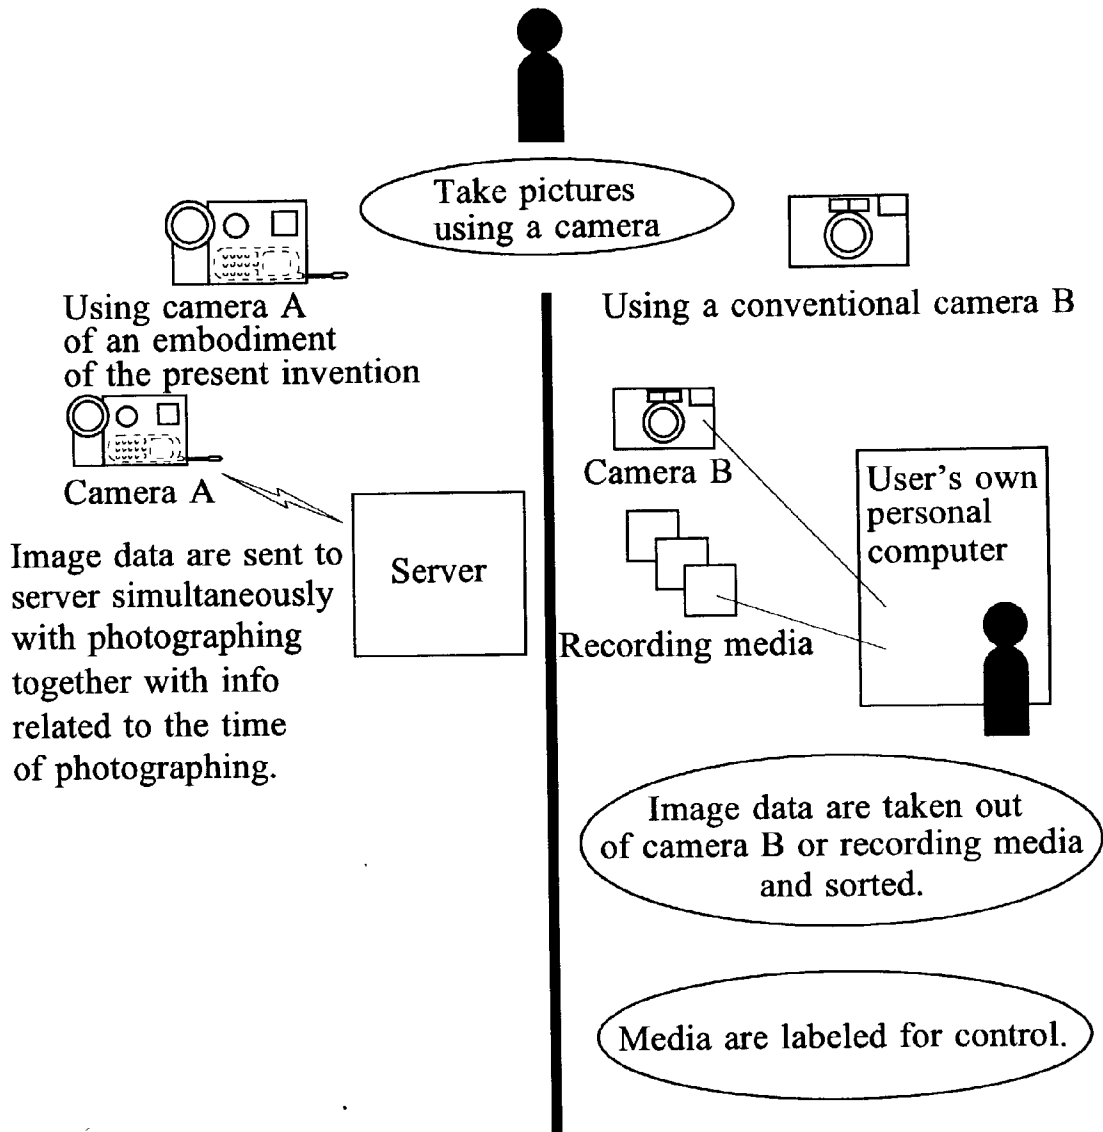 Take pictures
using a camera
Using camera A
of an embodiment
of the present invention
Camera A
Image data are sent to
server simultaneously
with photographing
together with info
related to the time
of photographing.
Server
Using a conventional camera B
Camera B
Recording media
User's own
personal
computer
Image data are taken out
of camera B or recording media
and sorted.
Media are labeled for control.